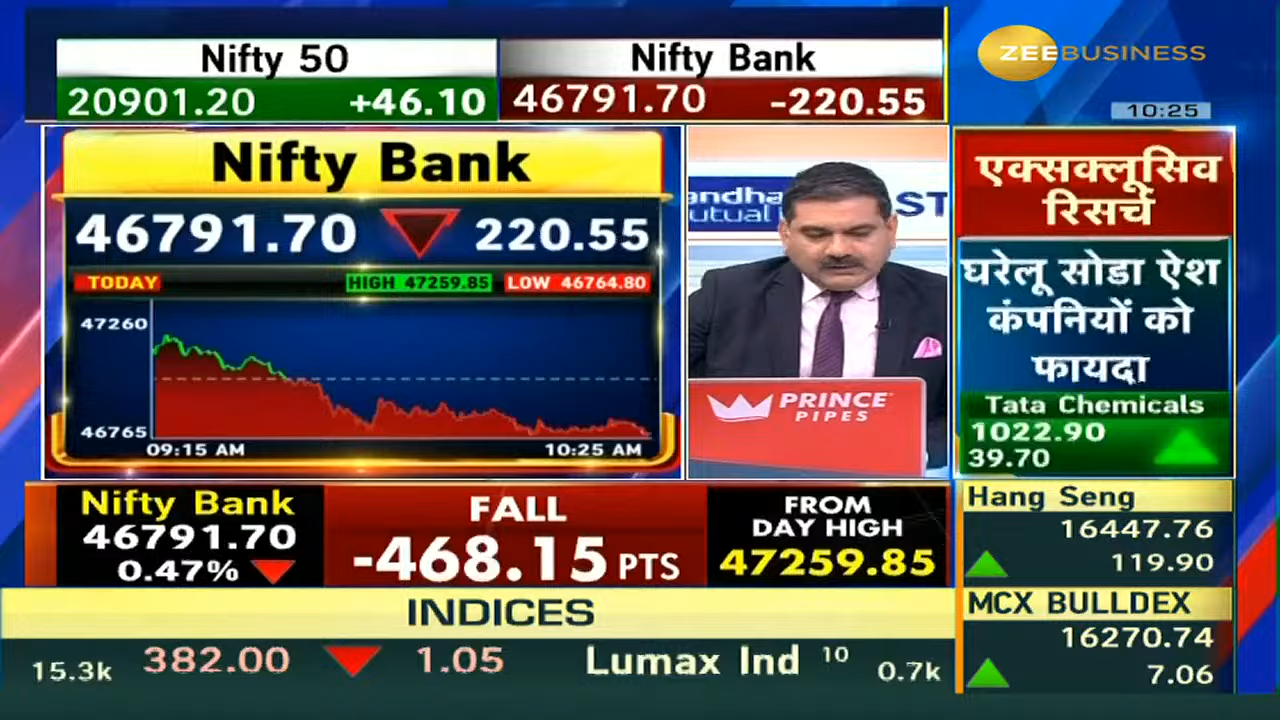 Nifty 50
20901.20 +46.10
Nifty Bank
46791.70 -220.55
ZEEBUSINESS
10:25
Nifty Bank
46791.70 220.55
TODAY
HIGH 47259.85
LOW 46764.80
47260
46765
09:15 AM
10:25 AM
ST
PRINCE
PIPES
एक्सक्लूसिव
रिसर्च
घरेलू सोडा ऐश
कंपनियों को
फायदा
Tata Chemicals
1022.90
39.70
Nifty Bank
46791.70
0.47%
FALL
-468.15 PTS
FROM
DAY HIGH
47259.85
Hang Seng
16447.76
119.90
MCX BULLDEX
16270.74
7.06
INDICES
15.3k 382.00 1.05 Lumax Ind 10 0.7k